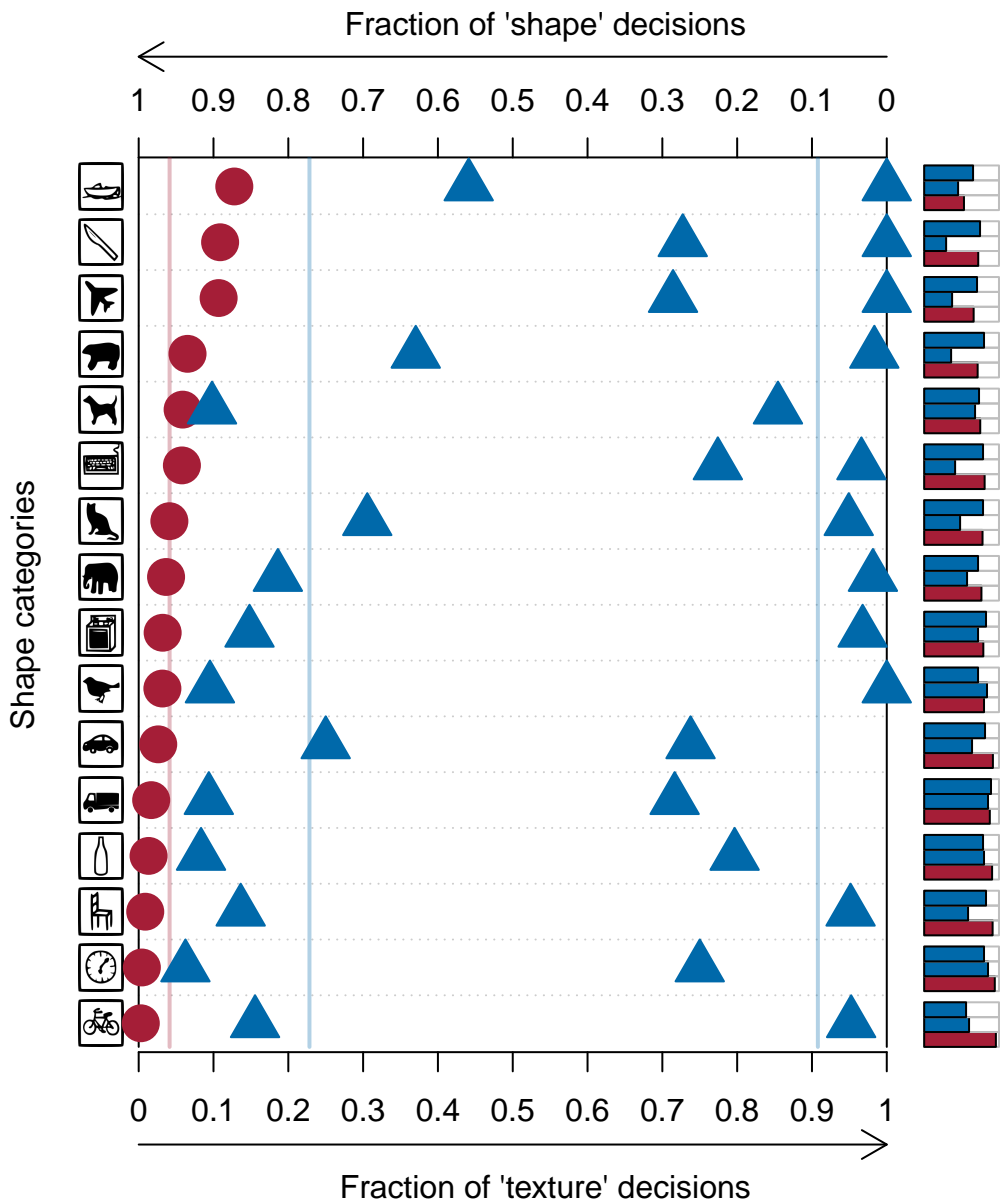 Fraction of 'shape' decisions
1 0.9 0.8 0.7 0.6 0.5 0.4 0.3 0.2 0.1 0
Shape categories
0 0.1 0.2 0.3 0.4 0.5 0.6 0.7 0.8 0.9 1
Fraction of 'texture' decisions